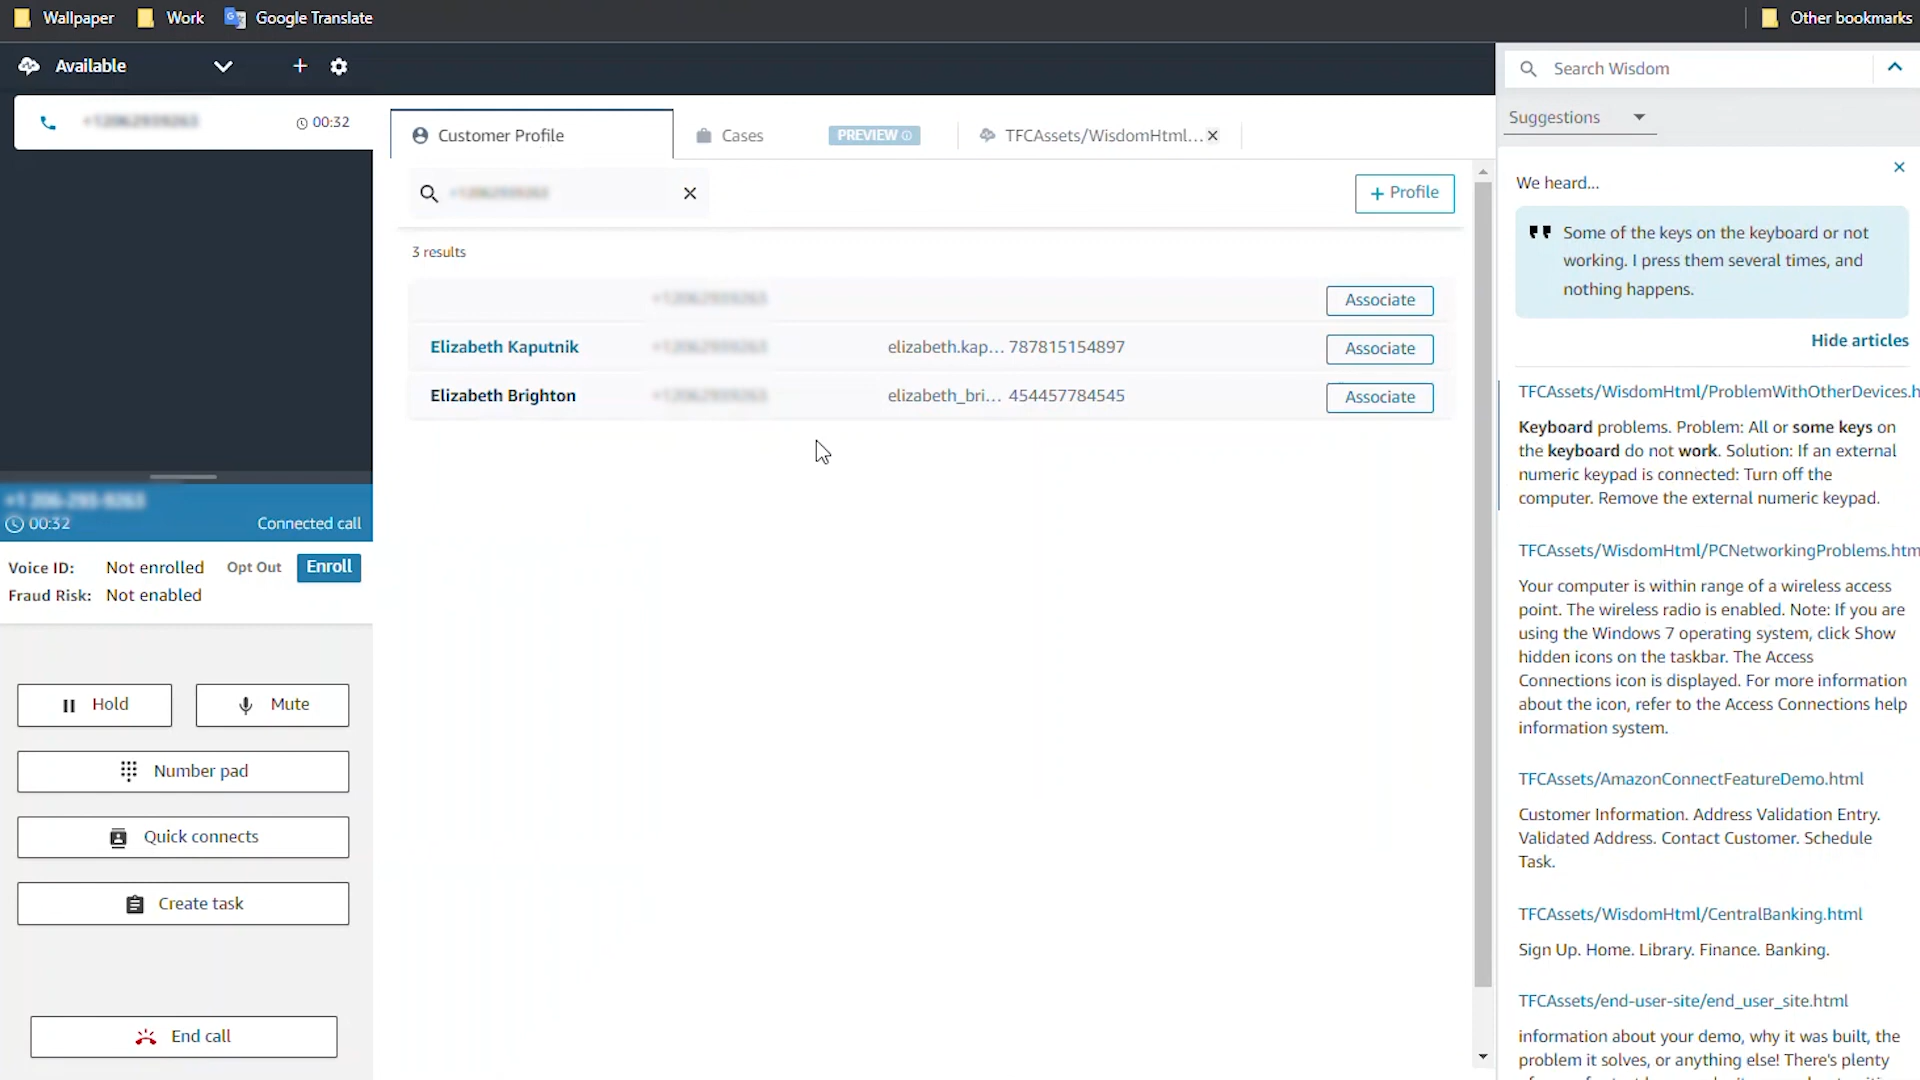 Wallpaper
Work
Google Translate
Other bookmarks
Available
00:32
Customer Profile
Cases
PREVIEW
TFCAssets/WisdomHtml...
+ Profile
3 results
Associate
Elizabeth Kaputnik elizabeth.kap... 787815154897 Associate
Elizabeth Brighton elizabeth_bri... 454457784545 Associate
00:32 Connected call
Voice ID: Not enrolled Opt Out Enroll
Fraud Risk: Not enabled
Hold
Mute
Number pad
Quick connects
Create task
End call
Search Wisdom
Suggestions
We heard...
Some of the keys on the keyboard or not
working. I press them several times, and
nothing happens.
Hide articles
TFCAssets/WisdomHtml/ProblemWithOtherDevices.h
Keyboard problems. Problem: All or some keys on
the keyboard do not work. Solution: If an external
numeric keypad is connected: Turn off the
computer. Remove the external numeric keypad.
TFCAssets/WisdomHtml/PCNetworkingProblems.htm
Your computer is within range of a wireless access
point. The wireless radio is enabled. Note: If you are
using the Windows 7 operating system, click Show
hidden icons on the taskbar. The Access
Connections icon is displayed. For more information
about the icon, refer to the Access Connections help
information system.
TFCAssets/AmazonConnectFeatureDemo.html
Customer Information. Address Validation Entry.
Validated Address. Contact Customer. Schedule
Task.
TFCAssets/WisdomHtml/CentralBanking.html
Sign Up. Home. Library. Finance. Banking.
TFCAssets/end-user-site/end_user_site.html
information about your demo, why it was built, the
problem it solves, or anything else! There's plenty